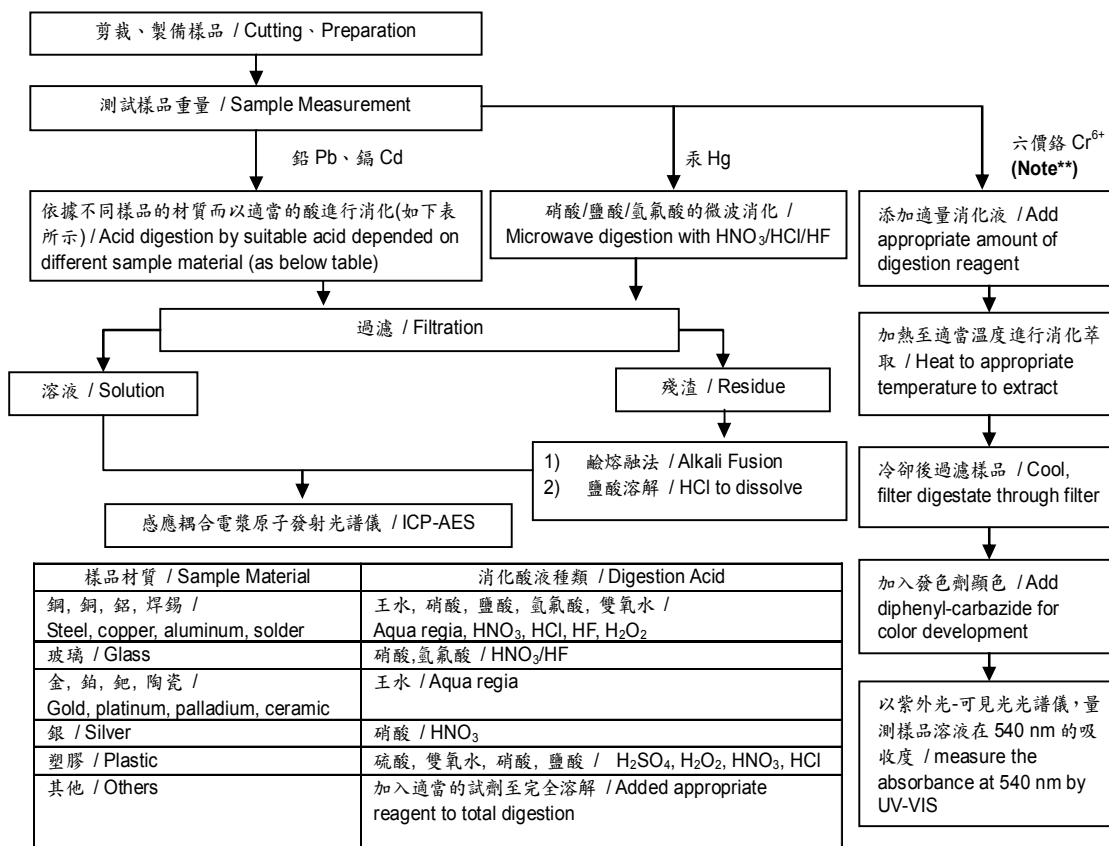 剪裁、製備樣品 / Cutting、Preparation
測試樣品重量 / Sample Measurement
鉛 Pb、鎘 Cd
汞 Hg
六價鉻 Cr6+
(Note**)
依據不同樣品的材質而以適當的酸進行消化(如下表
所示) / Acid digestion by suitable acid depended on
different sample material (as below table)
硝酸/鹽酸/氫氟酸的微波消化 /
Microwave digestion with HNO3/HCl/HF
添加適量消化液 / Add
appropriate amount of
digestion reagent
過濾 / Filtration
加熱至適當溫度進行消化萃
取 / Heat to appropriate
temperature to extract
溶液 / Solution
殘渣 / Residue
1) 鹼熔融法 / Alkali Fusion
2) 鹽酸溶解 / HCl to dissolve
冷卻後過濾樣品 / Cool,
filter digestate through filter
感應耦合電漿原子發射光譜儀 / ICP-AES
加入發色劑顯色 / Add
diphenyl-carbazide for
color development
以紫外光-可見光光譜儀,量
測樣品溶液在 540 nm 的吸
收度 / measure the
absorbance at 540 nm by
UV-VIS
樣品材質 / Sample Material
消化酸液種類 / Digestion Acid
鋼, 銅, 鋁, 焊錫 /
Steel, copper, aluminum, solder
王水, 硝酸, 鹽酸, 氫氟酸, 雙氧水 /
Aqua regia, HNO3, HCl, HF, H2O2
玻璃 / Glass
硝酸,氫氟酸 / HNO3/HF
金, 鉑, 鈀, 陶瓷 /
Gold, platinum, palladium, ceramic
王水 / Aqua regia
銀 / Silver
硝酸 / HNO3
塑膠 / Plastic
硫酸, 雙氧水, 硝酸, 鹽酸 / H2SO4, H2O2, HNO3, HCl
其他 / Others
加入適當的試劑至完全溶解 / Added appropriate
reagent to total digestion